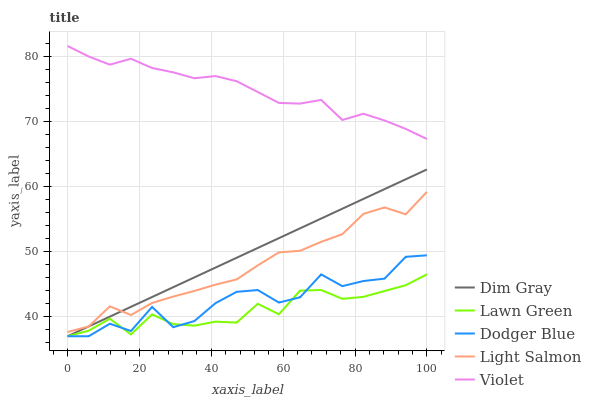 title
80
70
60
50
40
yaxis_label
0
20
40
60
80
100
xaxis_label
Dim Gray
Lawn Green
Dodger Blue
Light Salmon
Violet